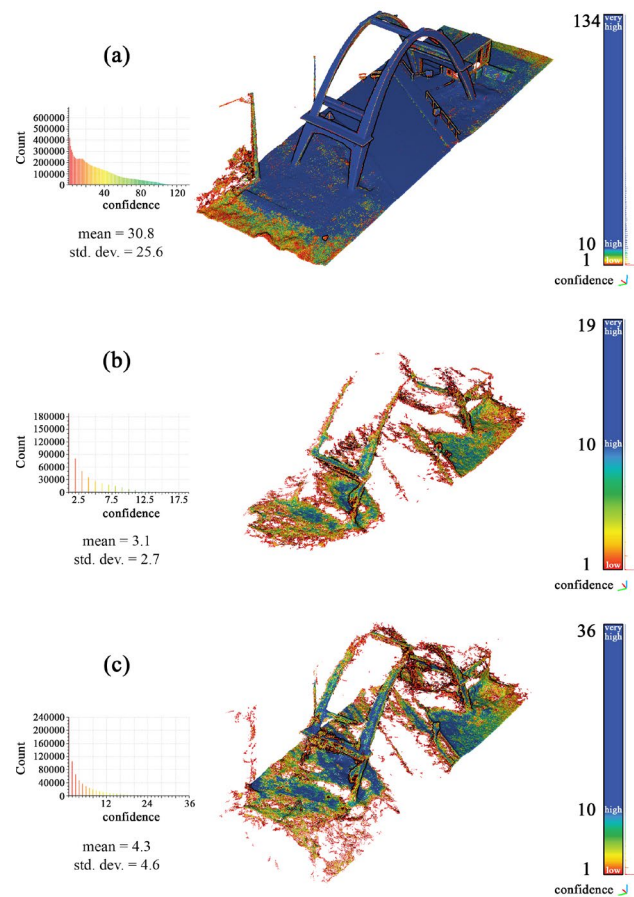 (a)
Count
600000
500000
400000
300000
200000
100000
0
40
80
120
confidence
mean = 30.8
std. dev. = 25.6
134
very
high
10
high
1
low
confidence
(b)
Count
180000
150000
120000
90000
60000
30000
0
2.5
7.5
12.5
17.5
confidence
mean = 3.1
std. dev. = 2.7
19
very
high
10
high
1
low
confidence
(c)
Count
240000
200000
160000
120000
80000
40000
0
12
24
36
confidence
mean = 4.3
std. dev. = 4.6
36
very
high
10
high
1
low
confidence